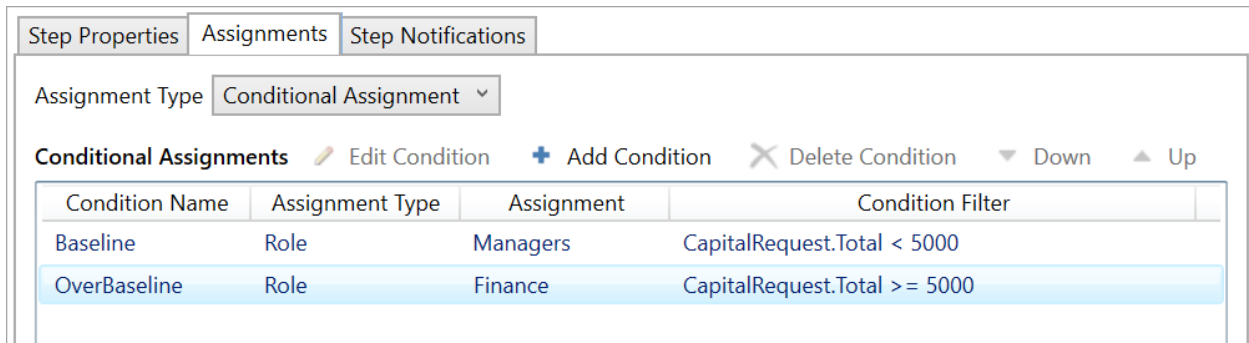 Step Properties Assignments Step Notifications
Assignment Type Conditional Assignment
Conditional Assignments Edit Condition Add Condition Delete Condition Down Up
Condition Name Assignment Type Assignment Condition Filter
Baseline Role Managers CapitalRequest.Total < 5000
OverBaseline Role Finance CapitalRequest.Total >= 5000